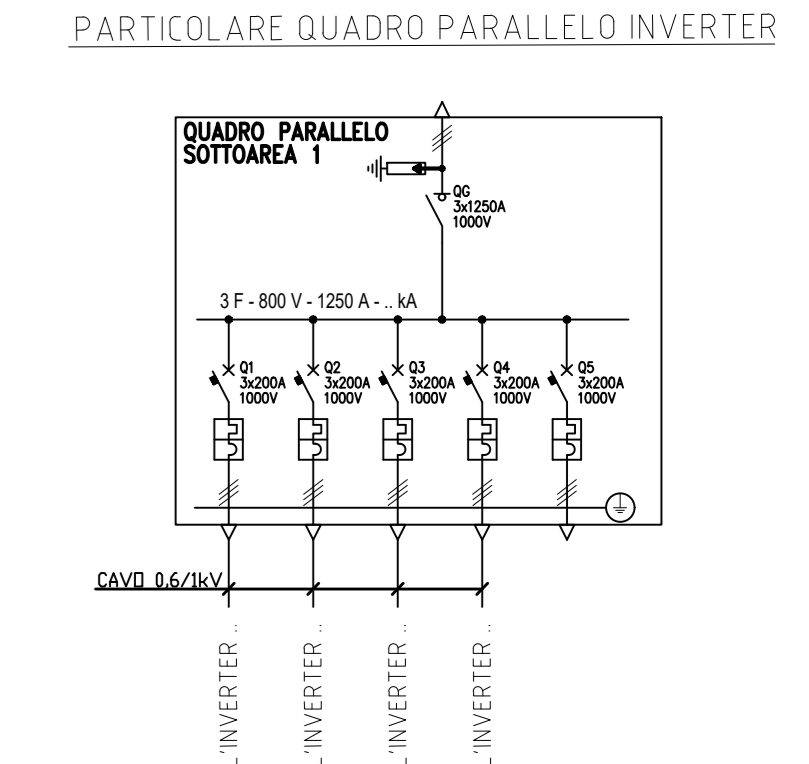 PARTICOLARE QUADRO PARALLELO INVERTER
QUADRO PARALLELO
SOTTOAREA 1
QG
3x1250A
1000V
3 F - 800 V - 1250 A - .. kA
Q1
3x200A
1000V
Q2
3x200A
1000V
Q3
3x200A
1000V
Q4
3x200A
1000V
Q5
3x200A
1000V
CAVO 0,6/1kV
'INVERTER ..
'INVERTER ..
'INVERTER ..
'INVERTER ..